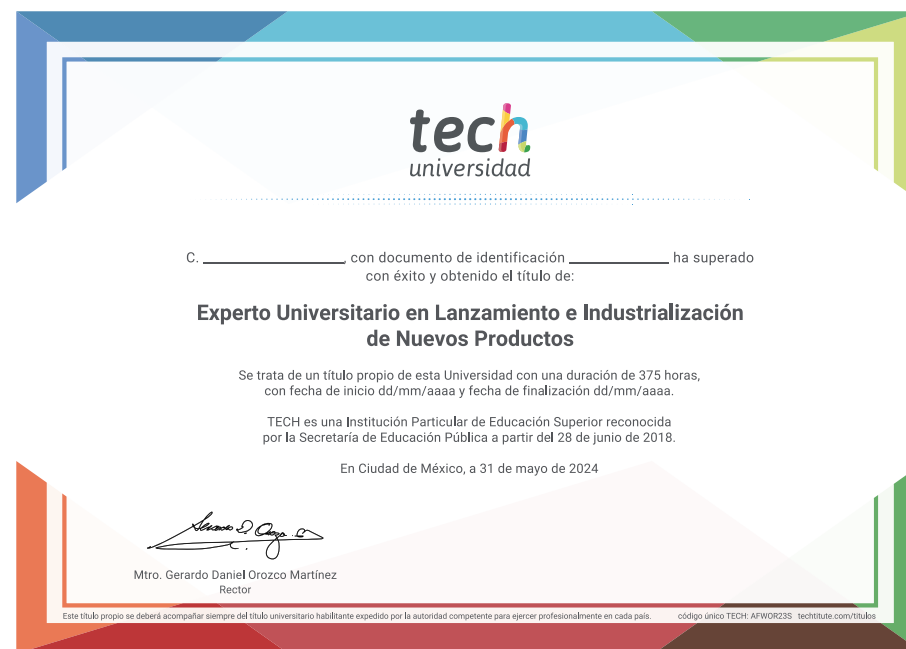 tech
universidad
C. ____________________, con documento de identificación ______________ ha superado
con éxito y obtenido el título de:
Experto Universitario en Lanzamiento e Industrialización
de Nuevos Productos
Se trata de un título propio de esta Universidad con una duración de 375 horas,
con fecha de inicio dd/mm/aaaa y fecha de finalización dd/mm/aaaa.
TECH es una Institución Particular de Educación Superior reconocida
por la Secretaría de Educación Pública a partir del 28 de junio de 2018.
En Ciudad de México, a 31 de mayo de 2024
Mtro. Gerardo Daniel Orozco Martínez
Rector
Este título propio se deberá acompañar siempre del título universitario habilitante expedido por la autoridad competente para ejercer profesionalmente en cada país. código único TECH: AFWOR23S techtitute.com/títulos